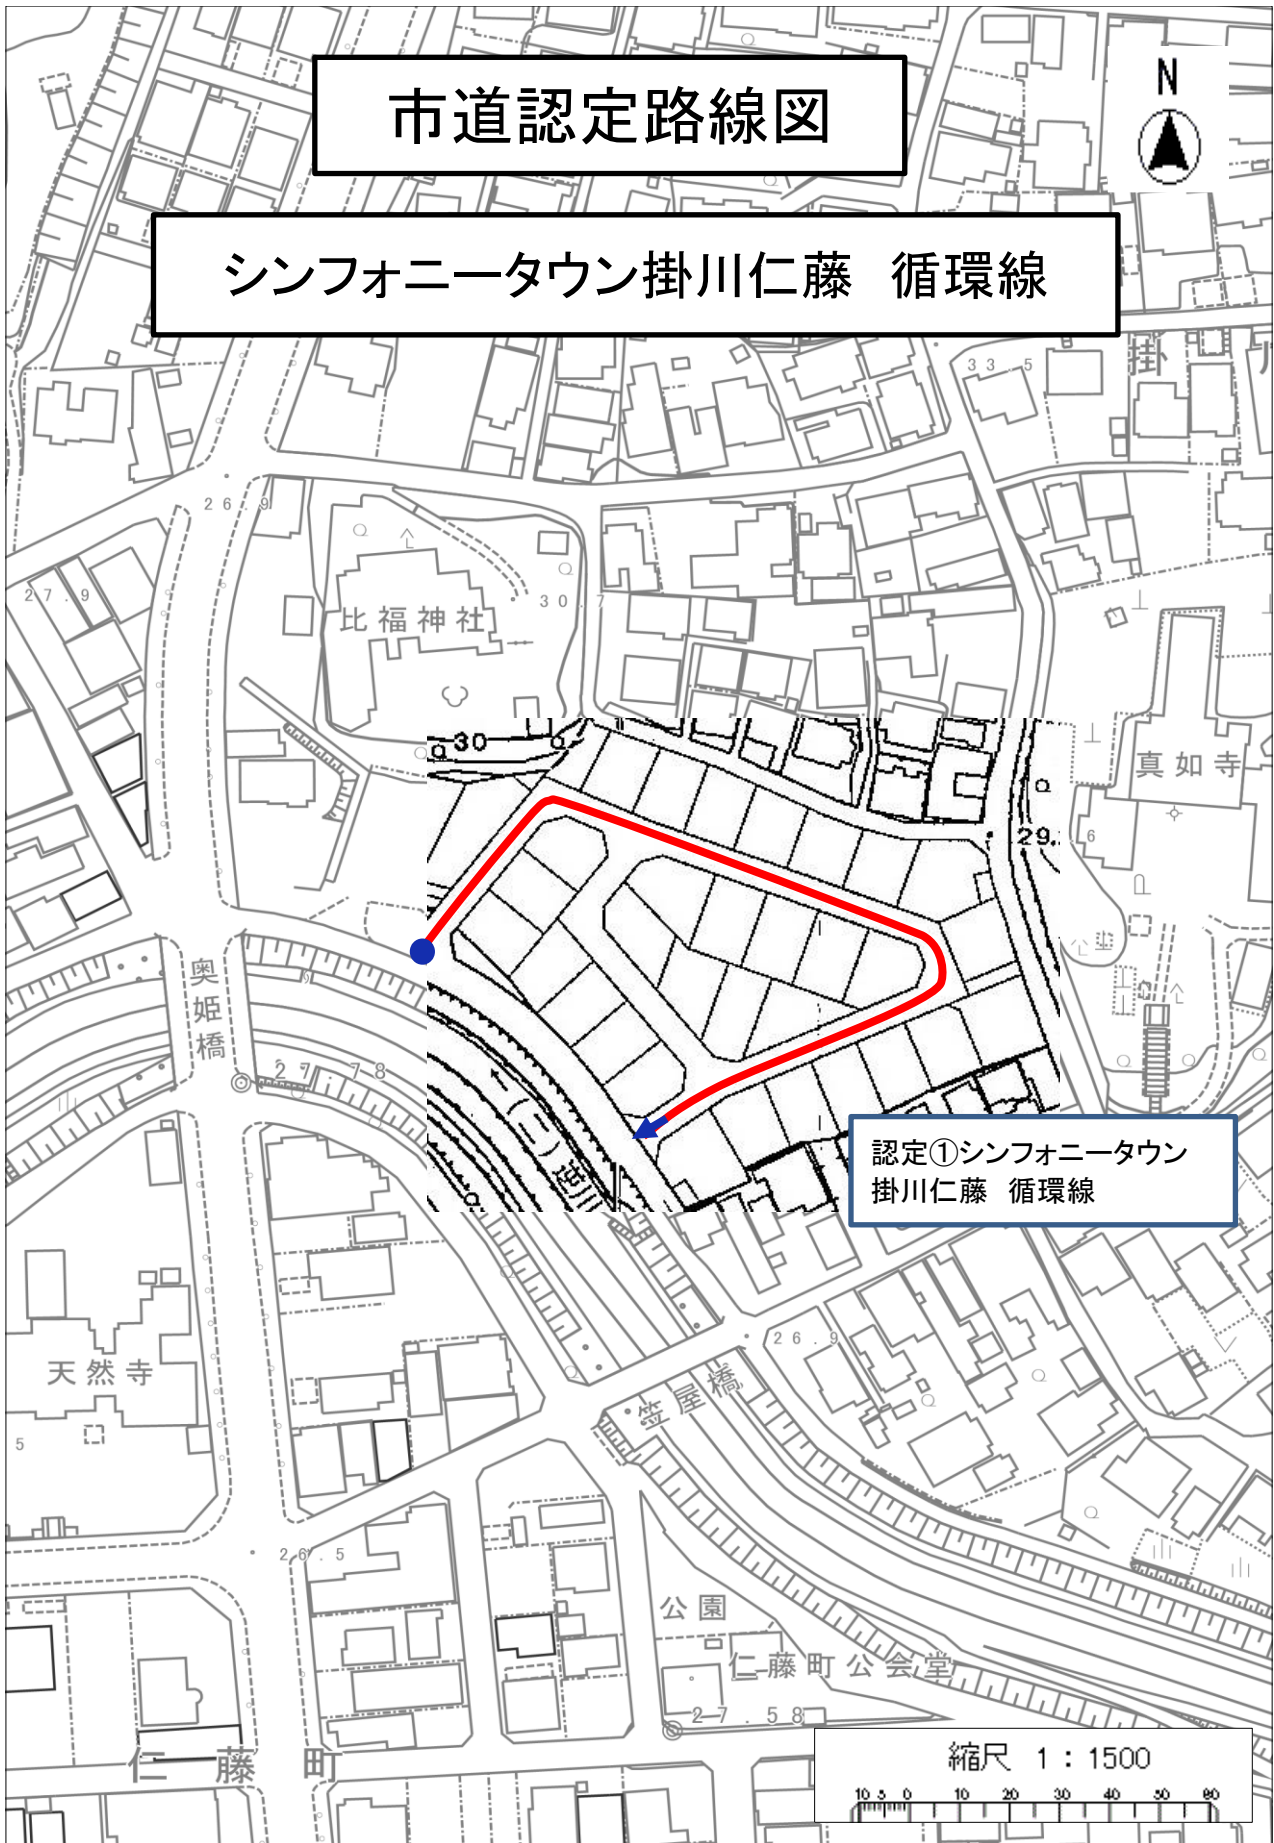 市道認定路線図
N
シンフォニータウン掛川仁藤　循環線
掛
33.5
26.9
27.9
比福神社
30.7
30
真如寺
29.
6
奥姫橋
27.78
逆川
認定①シンフォニータウン
掛川仁藤　循環線
26.9
笠屋橋
天然寺
5
26.5
公園
仁藤町公会堂
27.58
仁藤町
縮尺 1：1500
10 5 0 10 20 30 40 50 60